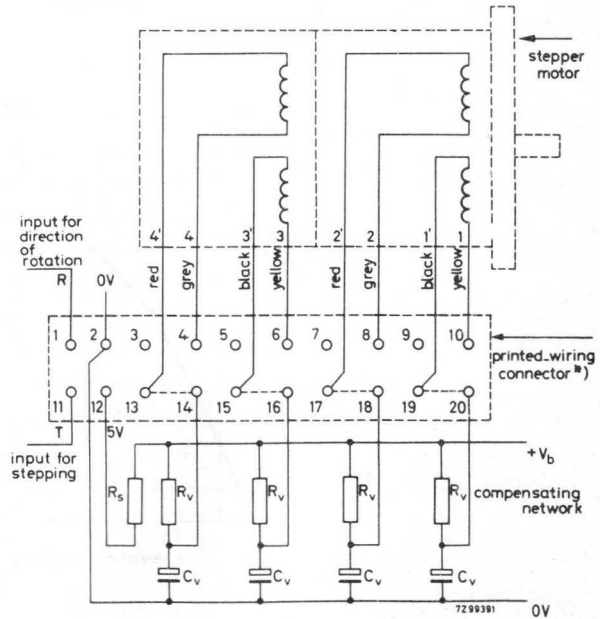 stepper
motor
4' 4 3' 3 2' 2 1' 1
red grey black yellow red grey black yellow
input for
direction
of
rotation
R 0V
1 2 3 4 5 6 7 8 9 10
printed_wiring
connector *)
11 12 13 14 15 16 17 18 19 20
T 5V
input for
stepping
+Vb
Rs Rv Rv Rv Rv
compensating
network
Cv Cv Cv Cv
7Z99391
0V